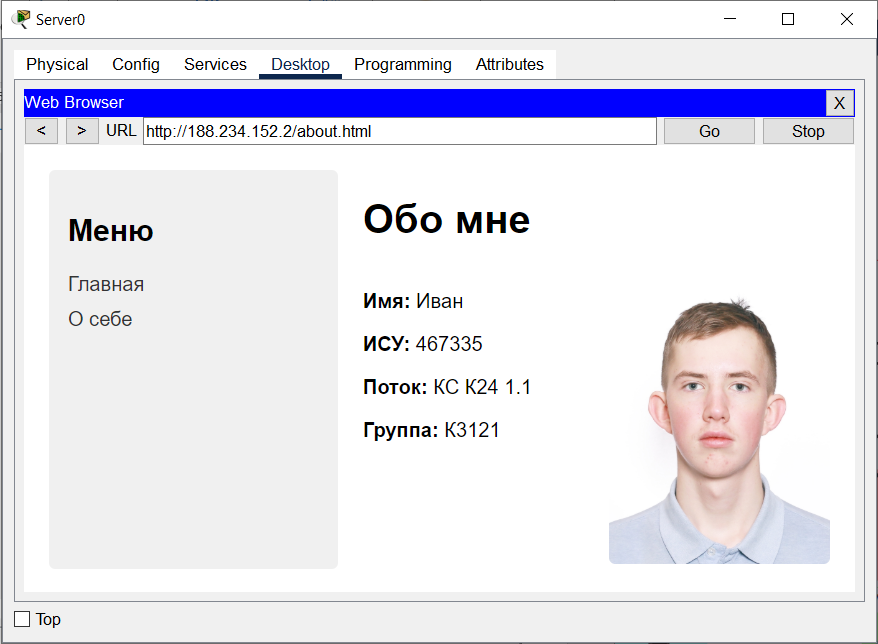 Server0
Physical Config Services Desktop Programming Attributes
Web Browser X
< > URL http://188.234.152.2/about.html Go Stop
Меню
Главная
О себе
Обо мне
Имя: Иван
ИСУ: 467335
Поток: КС К24 1.1
Группа: К3121
Top